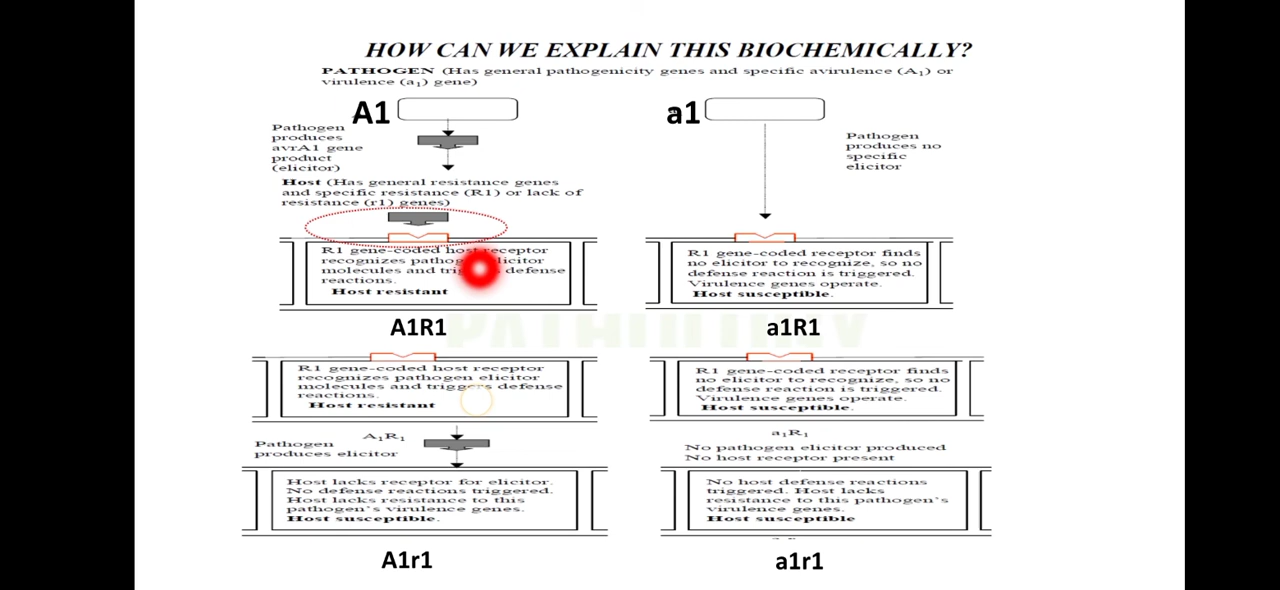 HOW CAN WE EXPLAIN THIS BIOCHEMICALLY?
PATHOGEN (Has general pathogenicity genes and specific avirulence (A₁) or
virulence (a₁) gene)
A1
a1
Pathogen
produces
avrA1 gene
product
(elicitor)
Pathogen
produces no
specific
elicitor
Host (Has general resistance genes
and specific resistance (R1) or lack of
resistance (r1) genes)
R1 gene-coded host receptor
recognizes pathogen elicitor
molecules and triggers defense
reactions.
Host resistant
R1 gene-coded receptor finds
no elicitor to recognize, so no
defense reaction is triggered.
Virulence genes operate.
Host susceptible.
A1R1
a1R1
R1 gene-coded host receptor
recognizes pathogen elicitor
molecules and triggers defense
reactions.
Host resistant
R1 gene-coded receptor finds
no elicitor to recognize, so no
defense reaction is triggered.
Virulence genes operate.
Host susceptible.
A₁R₁
Pathogen
produces elicitor
a₁R₁
No pathogen elicitor produced
No host receptor present
Host lacks receptor for elicitor.
No defense reactions triggered.
Host lacks resistance to this
pathogen's virulence genes.
Host susceptible.
No host defense reactions
triggered. Host lacks
resistance to this pathogen's
virulence genes.
Host susceptible
A1r1
a1r1